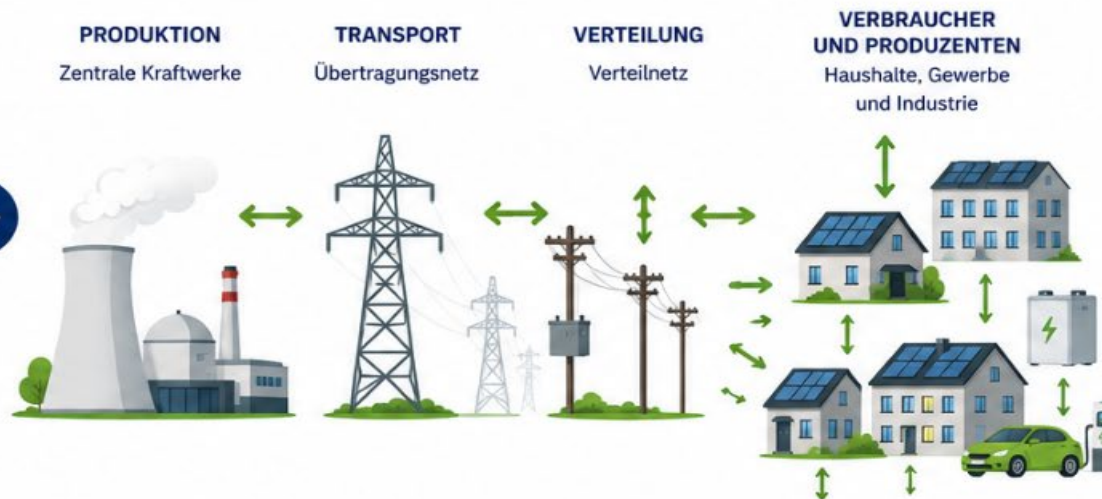 PRODUKTION
Zentrale Kraftwerke
TRANSPORT
Übertragungsnetz
VERTEILUNG
Verteilnetz
VERBRAUCHER
UND PRODUZENTEN
Haushalte, Gewerbe
und Industrie